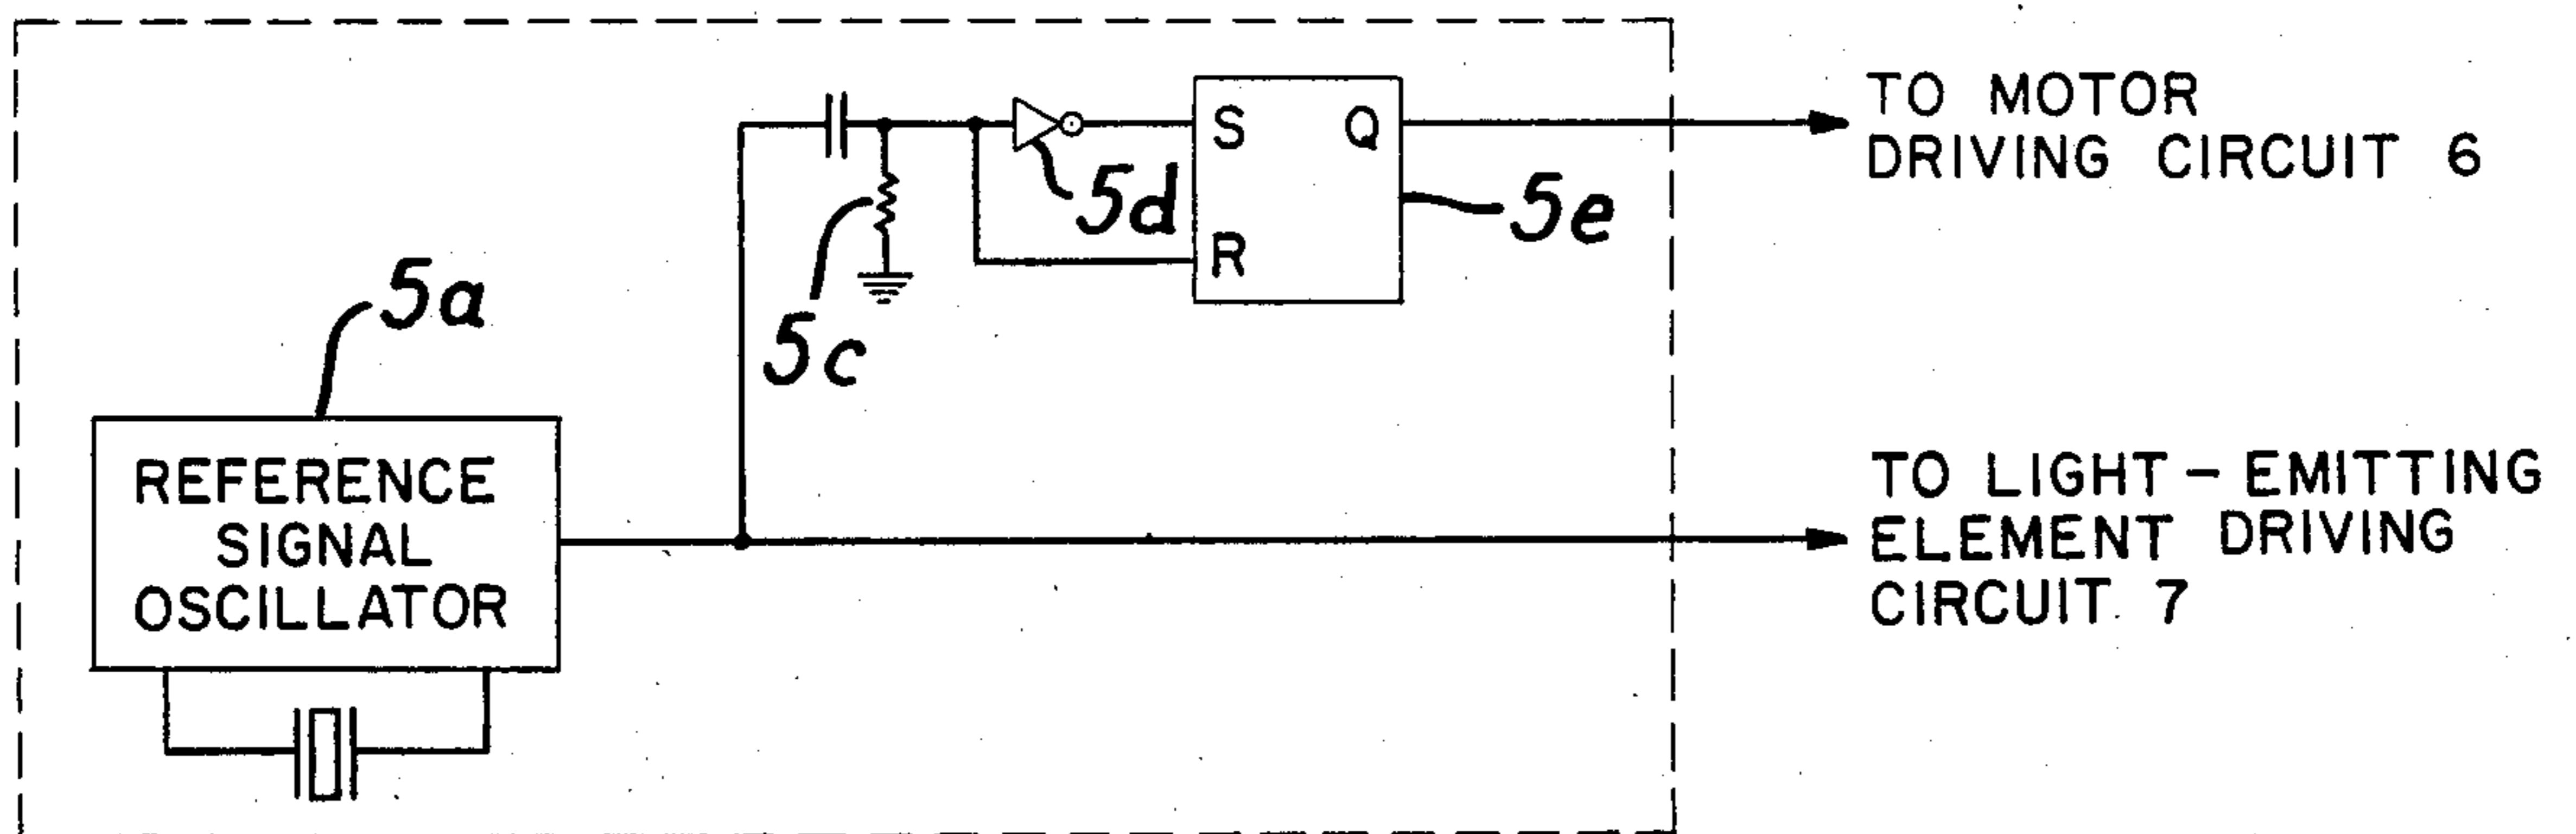 TO MOTOR
DRIVING CIRCUIT 6
S
Q
R
5d
5e
5c
5a
REFERENCE
SIGNAL
OSCILLATOR
TO LIGHT-EMITTING
ELEMENT DRIVING
CIRCUIT 7